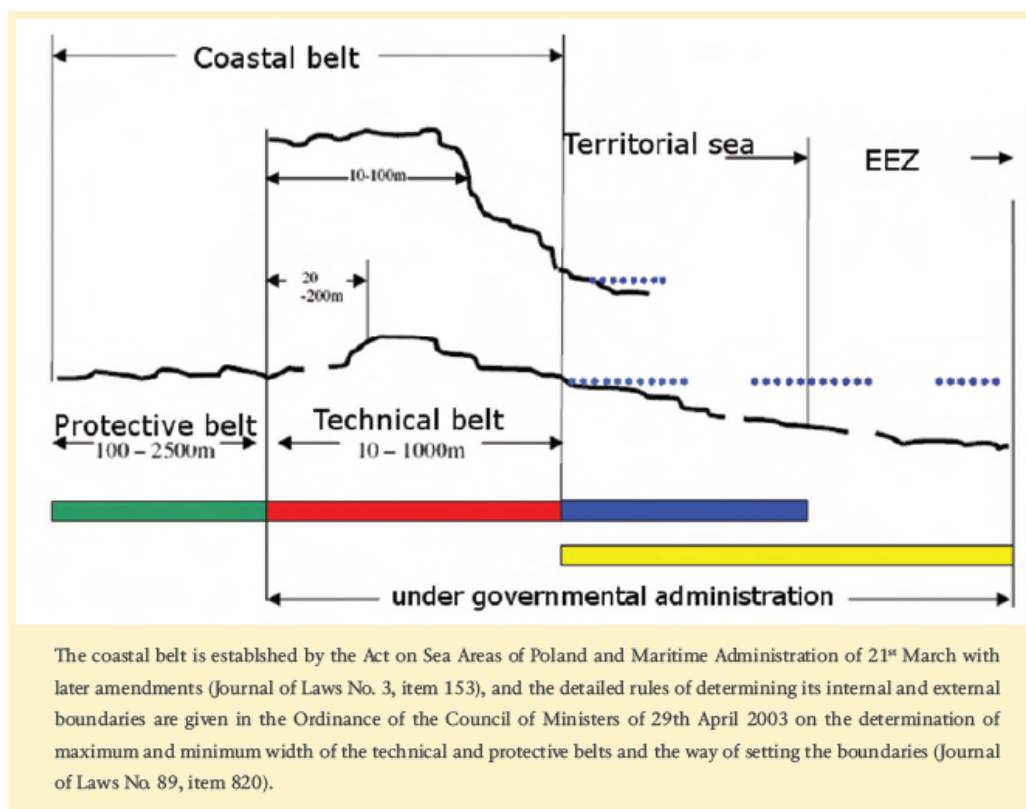 Coastal belt
Territorial sea
EEZ
10-100m
20
-200m
Protective belt
100 – 2500m
Technical belt
10 – 1000m
under governmental administration
The coastal belt is establshed by the Act on Sea Areas of Poland and Maritime Administration of 21st March with
later amendments (Journal of Laws No. 3, item 153), and the detailed rules of determining its internal and external
boundaries are given in the Ordinance of the Council of Ministers of 29th April 2003 on the determination of
maximum and minimum width of the technical and protective belts and the way of setting the boundaries (Journal
of Laws No. 89, item 820).